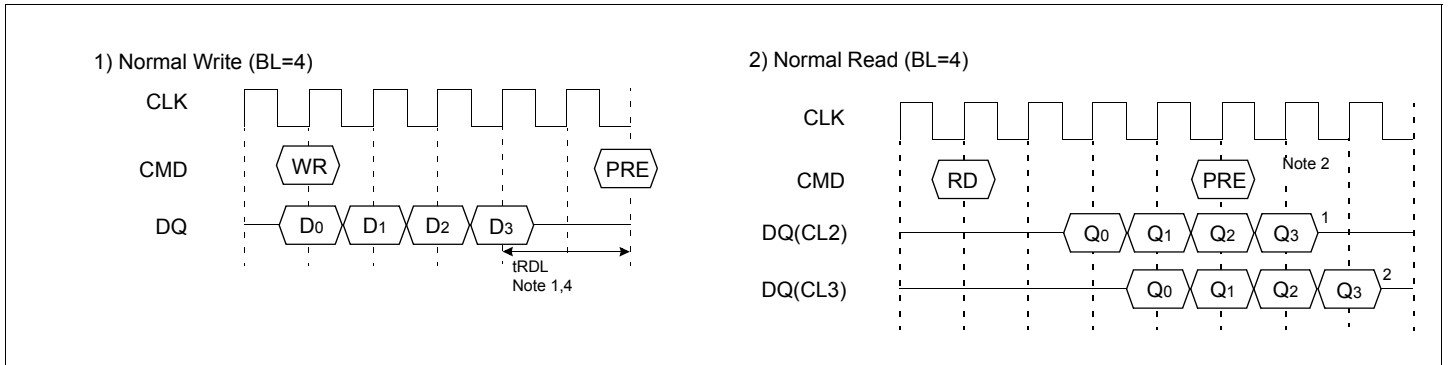 1) Normal Write (BL=4)
CLK
CMD
WR
PRE
DQ
D0
D1
D2
D3
tRDL
Note 1,4
2) Normal Read (BL=4)
CLK
CMD
RD
PRE
Note 2
DQ(CL2)
Q0
Q1
Q2
Q3
1
DQ(CL3)
Q0
Q1
Q2
Q3
2